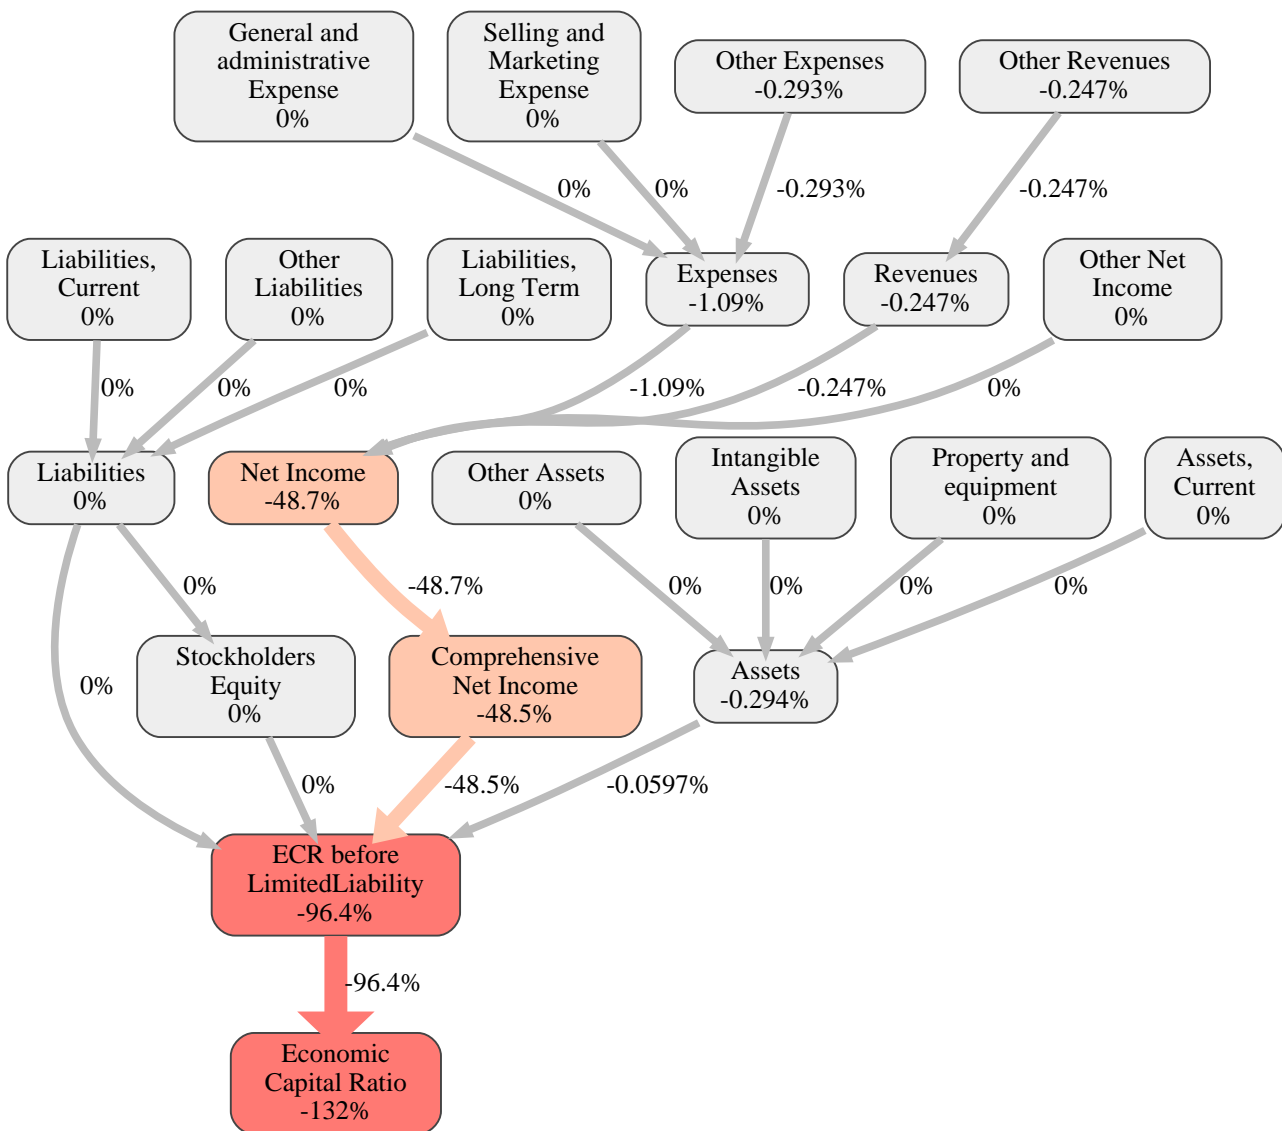 General and
administrative
Expense
0%
Selling and
Marketing
Expense
0%
Other Expenses
-0.293%
Other Revenues
-0.247%
0%
0%
-0.293%
-0.247%
Liabilities,
Current
0%
Other
Liabilities
0%
Liabilities,
Long Term
0%
Expenses
-1.09%
Revenues
-0.247%
Other Net
Income
0%
0%
0%
0%
-1.09%
-0.247%
0%
Liabilities
0%
Net Income
-48.7%
Other Assets
0%
Intangible
Assets
0%
Property and
equipment
0%
Assets,
Current
0%
0%
-48.7%
0%
0%
0%
0%
0%
Stockholders
Equity
0%
Comprehensive
Net Income
-48.5%
Assets
-0.294%
0%
-48.5%
-0.0597%
ECR before
LimitedLiability
-96.4%
-96.4%
Economic
Capital Ratio
-132%